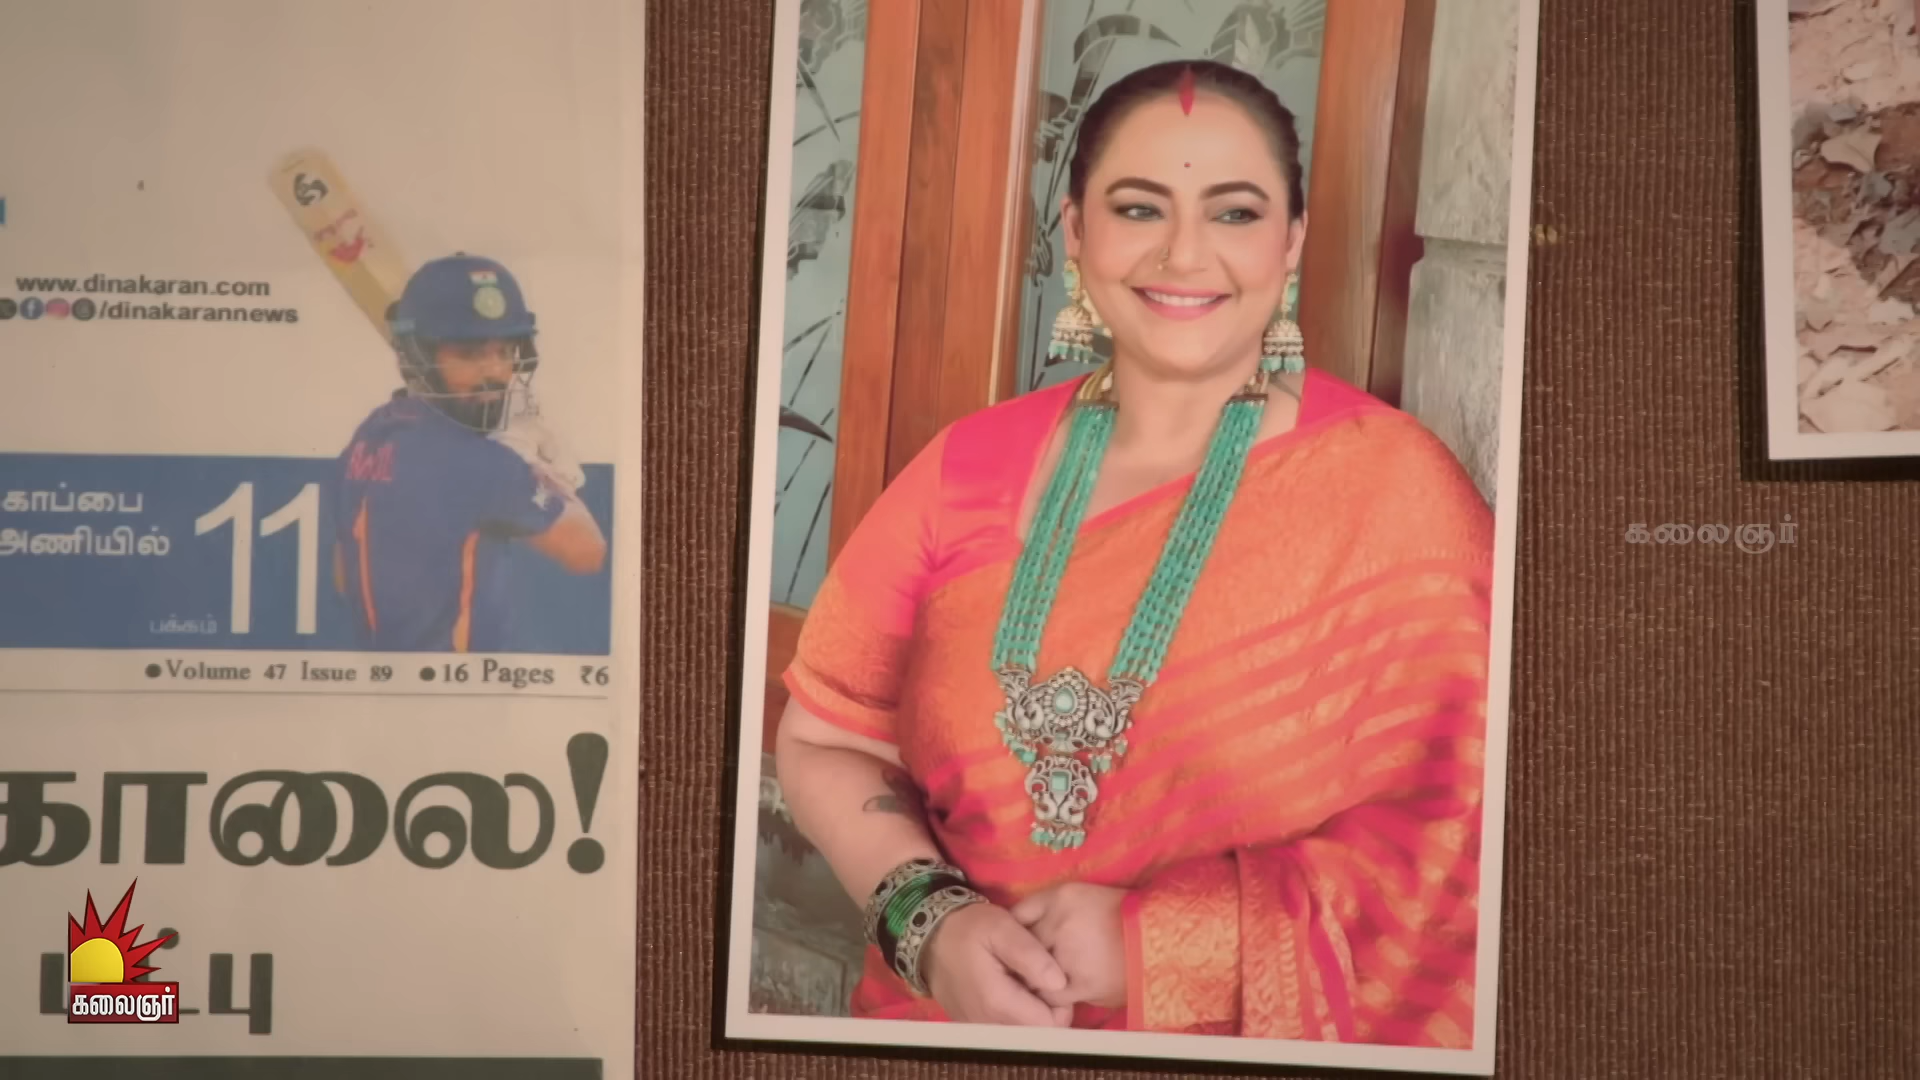 www.dinakaran.com
/dinakarannews
காப்பை
அணியில்
பக்கம் 11
●Volume 47 Issue 89 ●16 Pages ₹6
காலை!
கலைஞர்
கலைஞர்